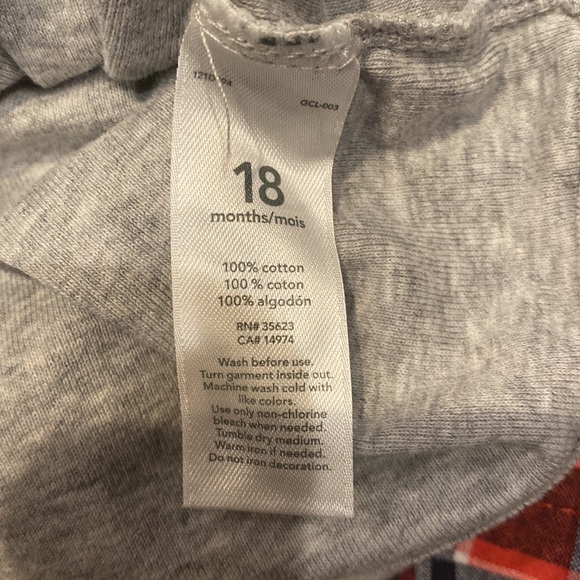 GCL-003
18
months/mois
100% cotton
100 % coton
100% algodón
RN# 35623
CA# 14974
Wash before use.
Turn garment inside out.
Machine wash cold with
like colors.
Use only non-chlorine
bleach when needed.
Tumble dry medium.
Warm iron if needed.
Do not iron decoration.